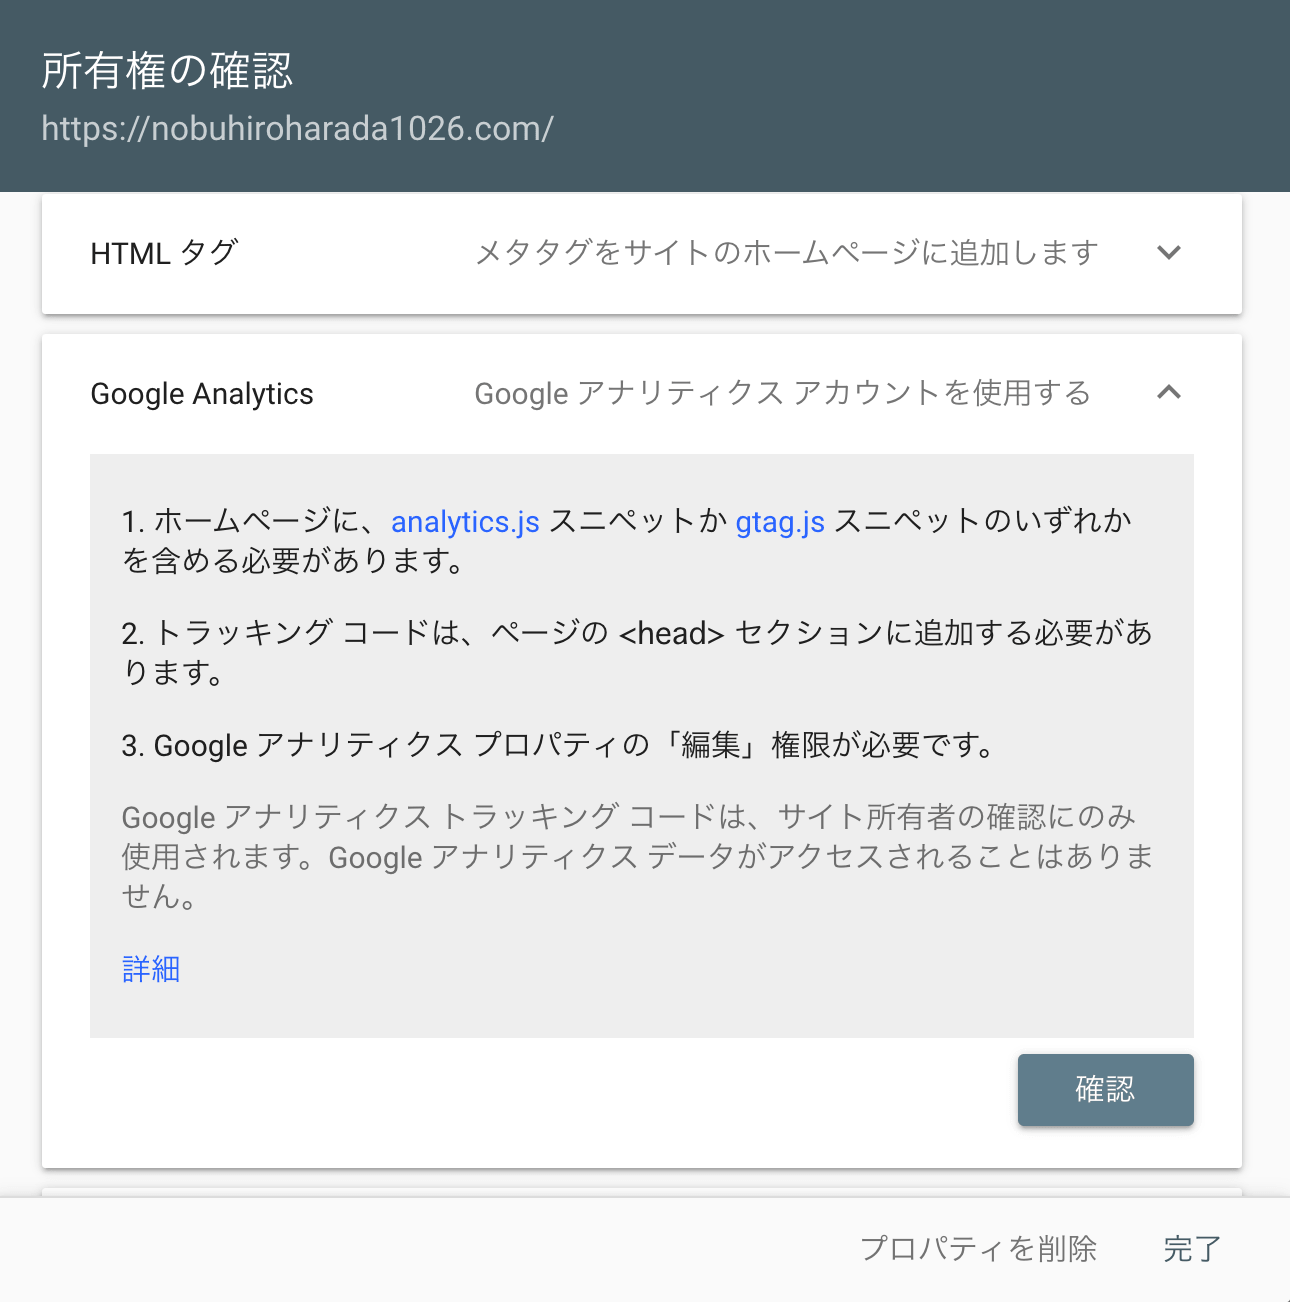 所有権の確認
https://nobuhiroharada1026.com/
HTML タグ メタタグをサイトのホームページに追加します
Google Analytics Google アナリティクス アカウントを使用する
1. ホームページに、analytics.js スニペットか gtag.js スニペットのいずれか
を含める必要があります。
2. トラッキング コードは、ページの <head> セクションに追加する必要があ
ります。
3. Google アナリティクス プロパティの「編集」権限が必要です。
Google アナリティクス トラッキング コードは、サイト所有者の確認にのみ
使用されます。Google アナリティクス データがアクセスされることはありま
せん。
詳細
確認
プロパティを削除 完了